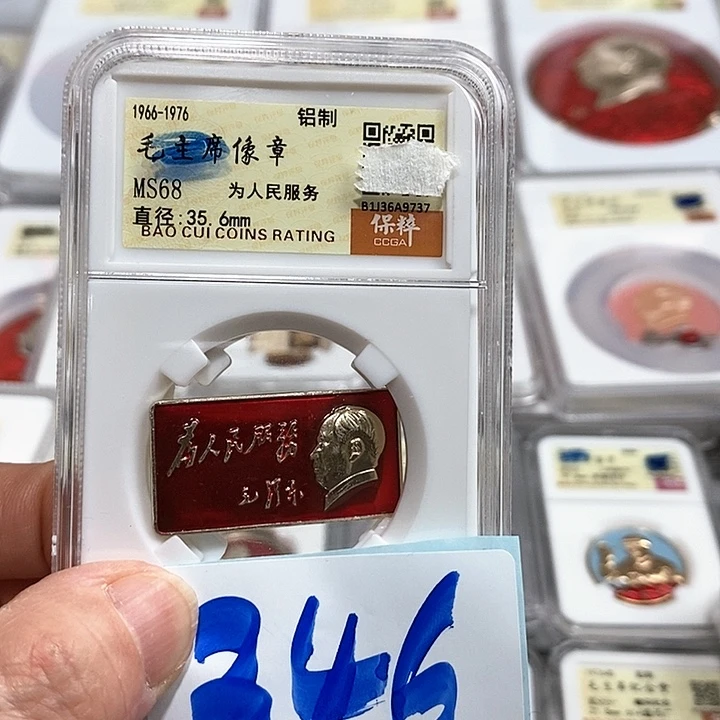 1966-1976 铝制
毛主席像章
MS68 为人民服务
B1J36A9737
直径:35.6mm
保粹
CCGA
BAO CUI COINS RATING
为人民服务
毛泽东
346